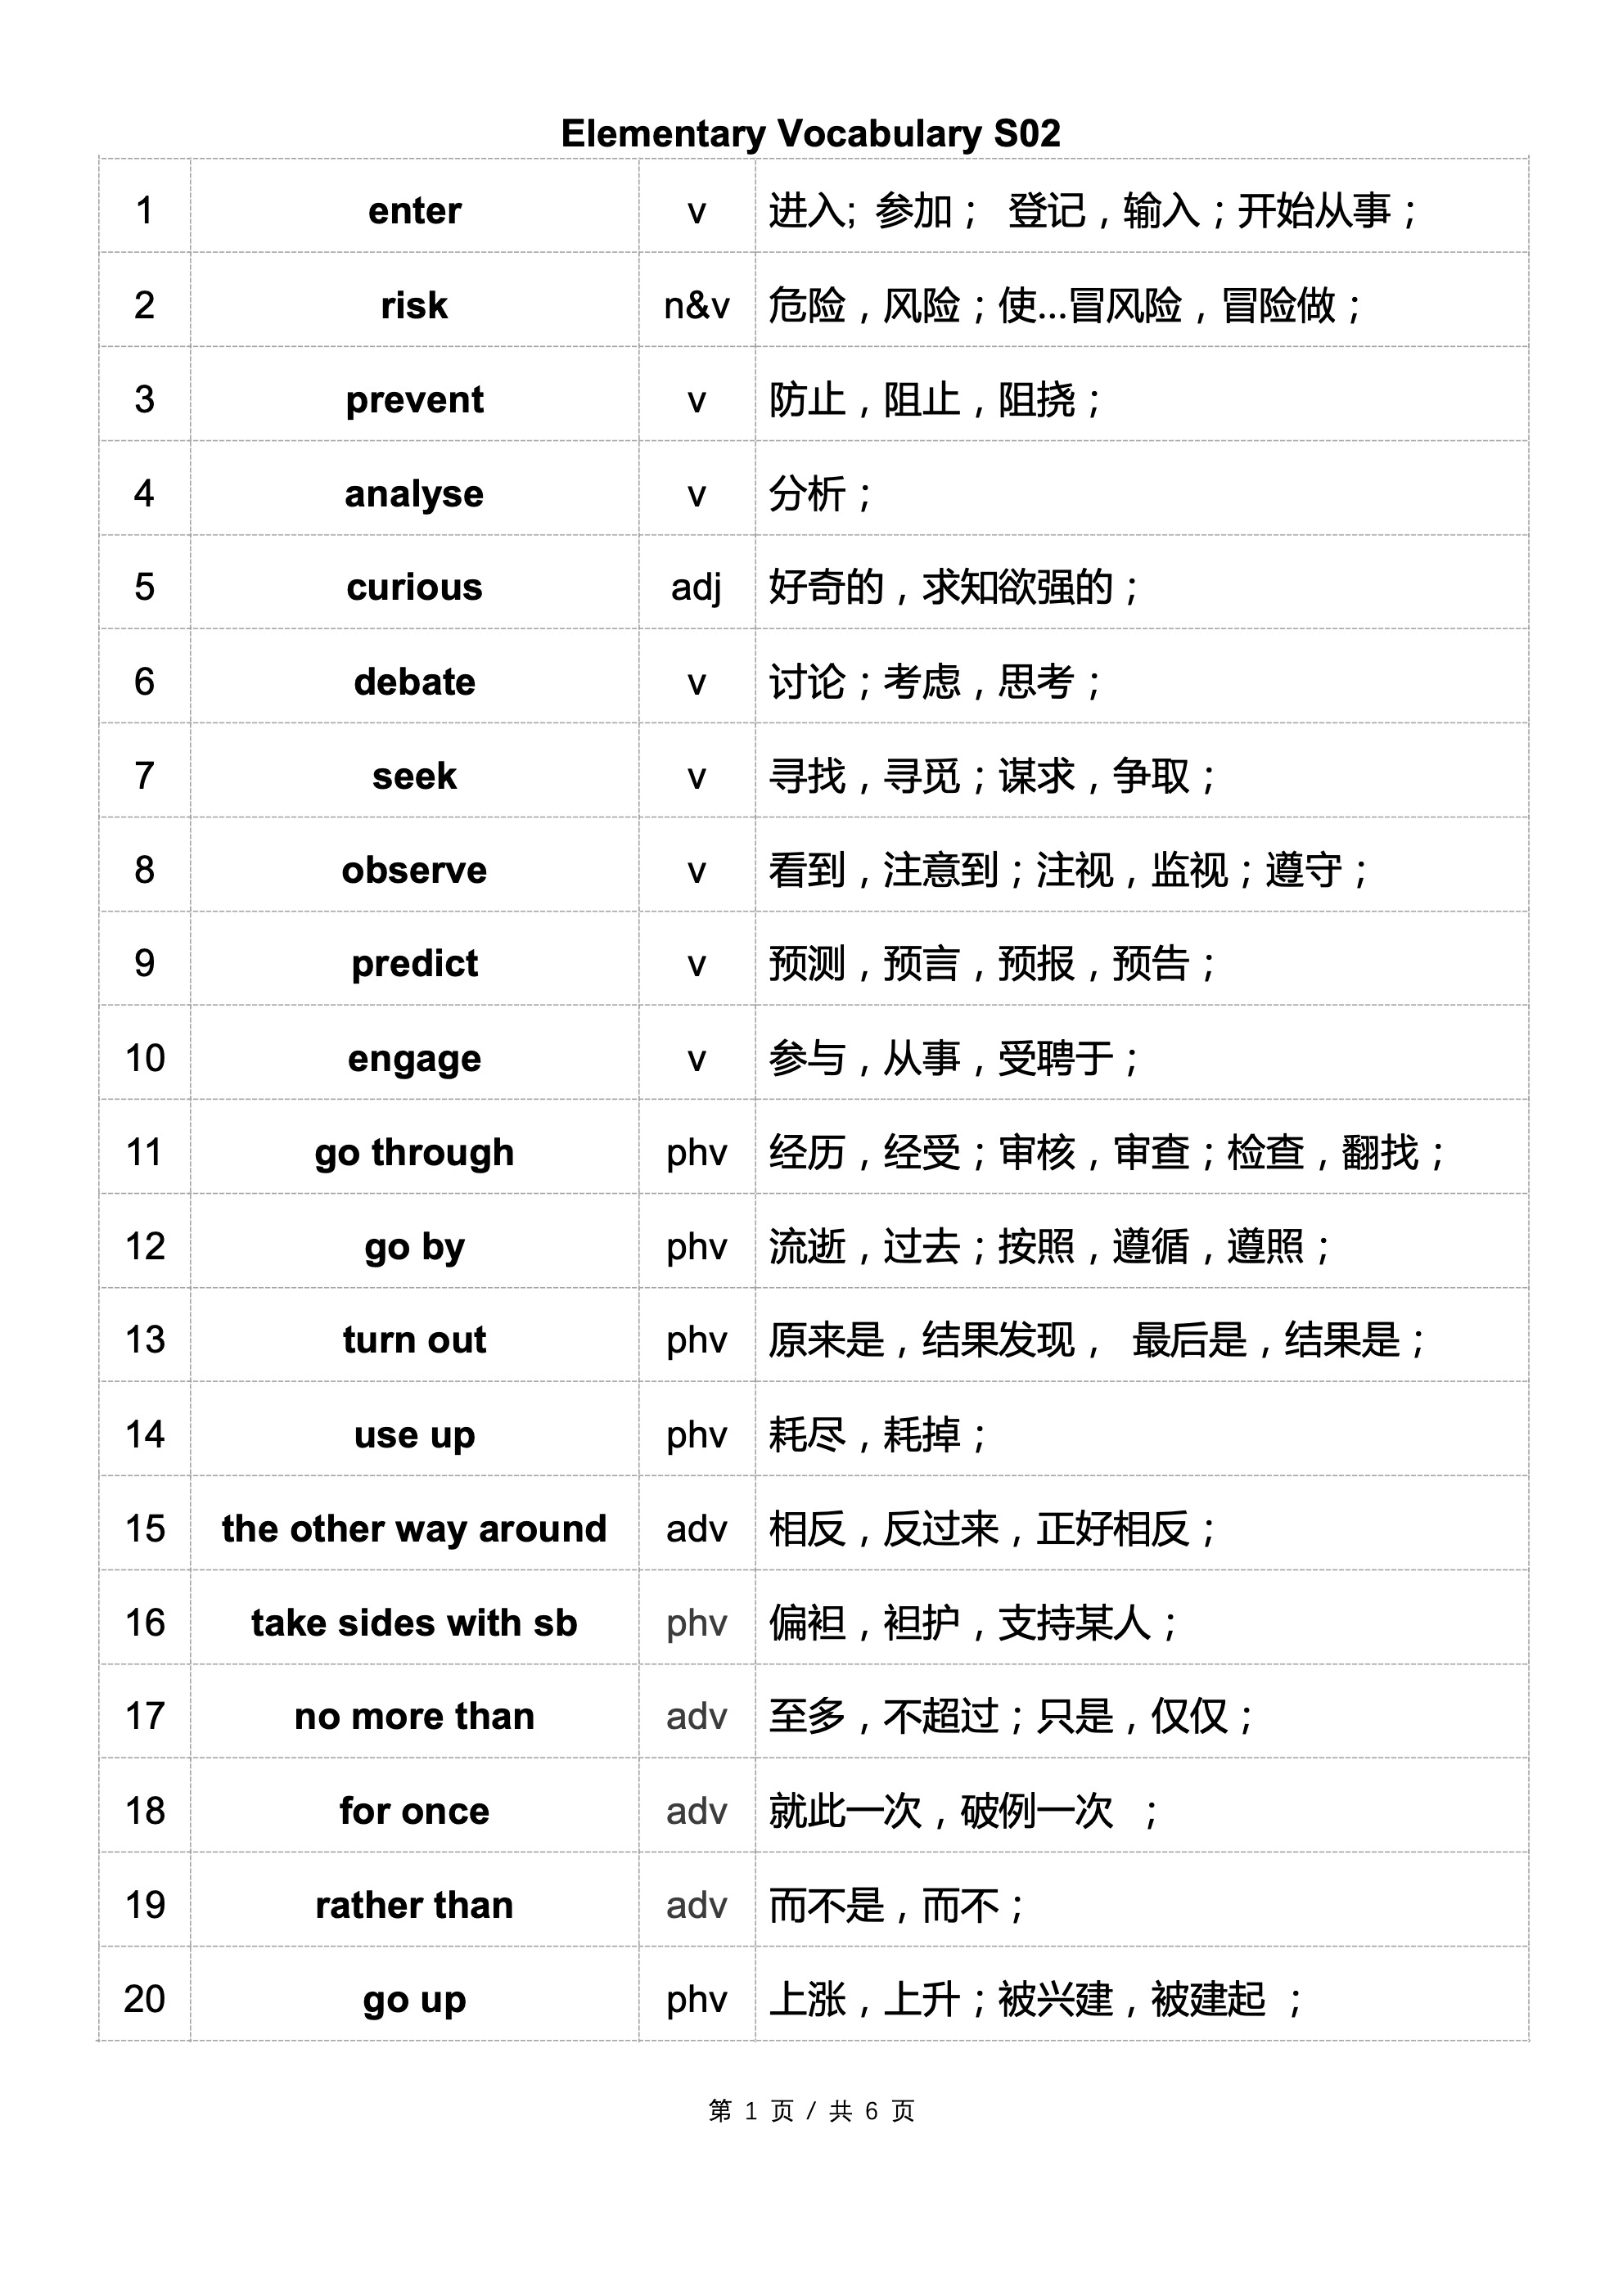 Elementary Vocabulary S02
1 enter v 进入; 参加； 登记，输入；开始从事；
2 risk n&v 危险，风险；使...冒风险，冒险做；
3 prevent v 防止，阻止，阻挠；
4 analyse v 分析；
5 curious adj 好奇的，求知欲强的；
6 debate v 讨论；考虑，思考；
7 seek v 寻找，寻觅；谋求，争取；
8 observe v 看到，注意到；注视，监视；遵守；
9 predict v 预测，预言，预报，预告；
10 engage v 参与，从事，受聘于；
11 go through phv 经历，经受；审核，审查；检查，翻找；
12 go by phv 流逝，过去；按照，遵循，遵照；
13 turn out phv 原来是，结果发现， 最后是，结果是；
14 use up phv 耗尽，耗掉；
15 the other way around adv 相反，反过来，正好相反；
16 take sides with sb phv 偏袒，袒护，支持某人；
17 no more than adv 至多，不超过；只是，仅仅；
18 for once adv 就此一次，破例一次 ；
19 rather than adv 而不是，而不；
20 go up phv 上涨，上升；被兴建，被建起 ；
第 1 页 / 共 6 页